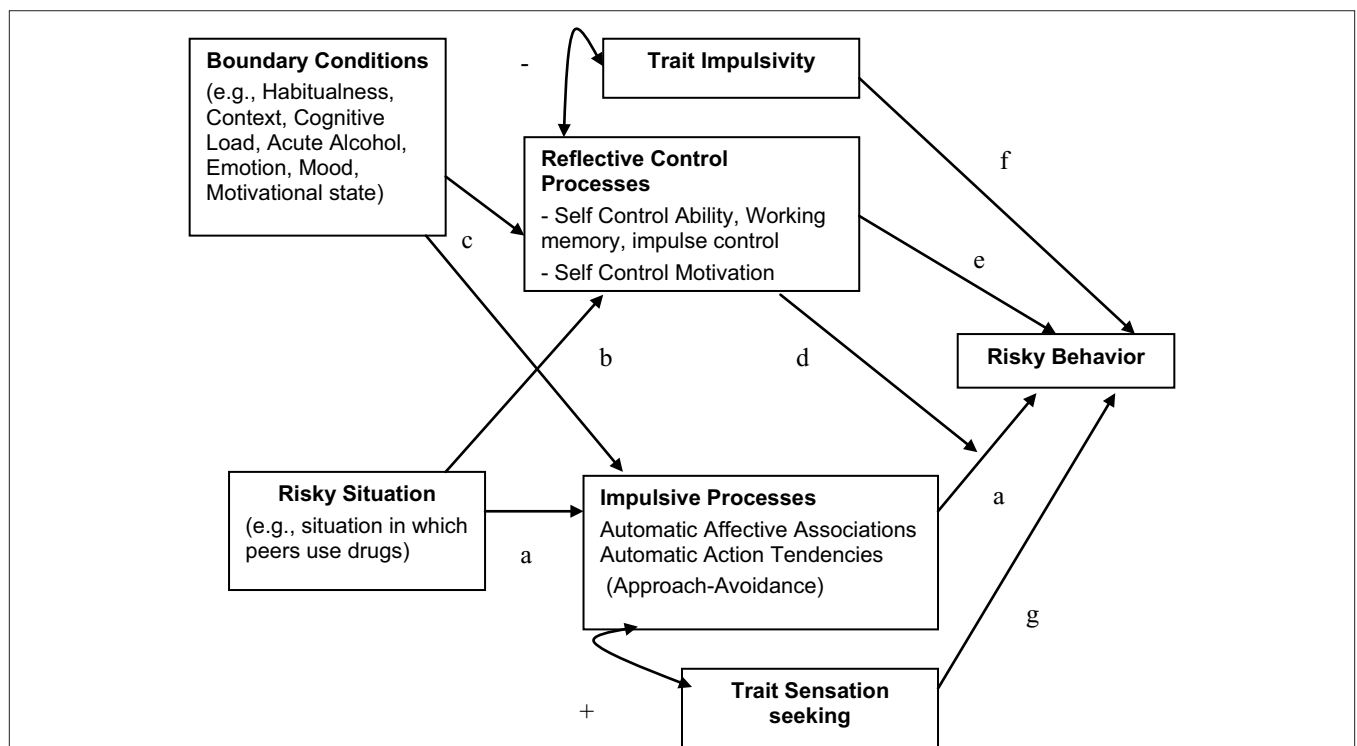 Boundary Conditions
(e.g., Habitualness,
Context, Cognitive
Load, Acute Alcohol,
Emotion, Mood,
Motivational state)
-
Trait Impulsivity
Reflective Control
Processes
- Self Control Ability, Working
memory, impulse control
- Self Control Motivation
f
c
e
b
d
Risky Behavior
Risky Situation
(e.g., situation in which
peers use drugs)
a
Impulsive Processes
Automatic Affective Associations
Automatic Action Tendencies
(Approach-Avoidance)
a
g
+
Trait Sensation
seeking